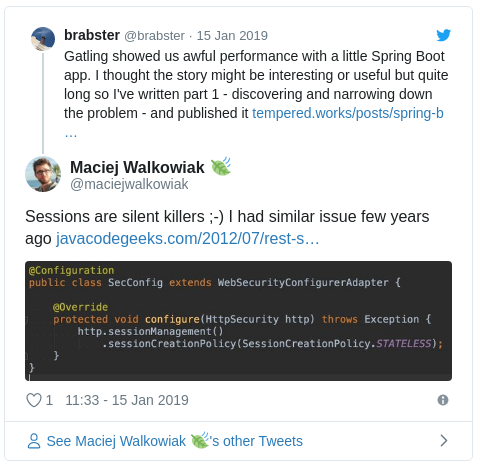 brabster @brabster · 15 Jan 2019
Gatling showed us awful performance with a little Spring Boot
app. I thought the story might be interesting or useful but quite
long so I've written part 1 - discovering and narrowing down
the problem - and published it tempered.works/posts/spring-b
…
Maciej Walkowiak 🍃
@maciejwalkowiak
Sessions are silent killers ;-) I had similar issue few years
ago javacodegeeks.com/2012/07/rest-s…
@Configuration
public class SecConfig extends WebSecurityConfigurerAdapter {
@Override
protected void configure(HttpSecurity http) throws Exception {
http.sessionManagement()
.sessionCreationPolicy(SessionCreationPolicy.STATELESS);
}
}
1 11:33 - 15 Jan 2019
See Maciej Walkowiak 🍃's other Tweets